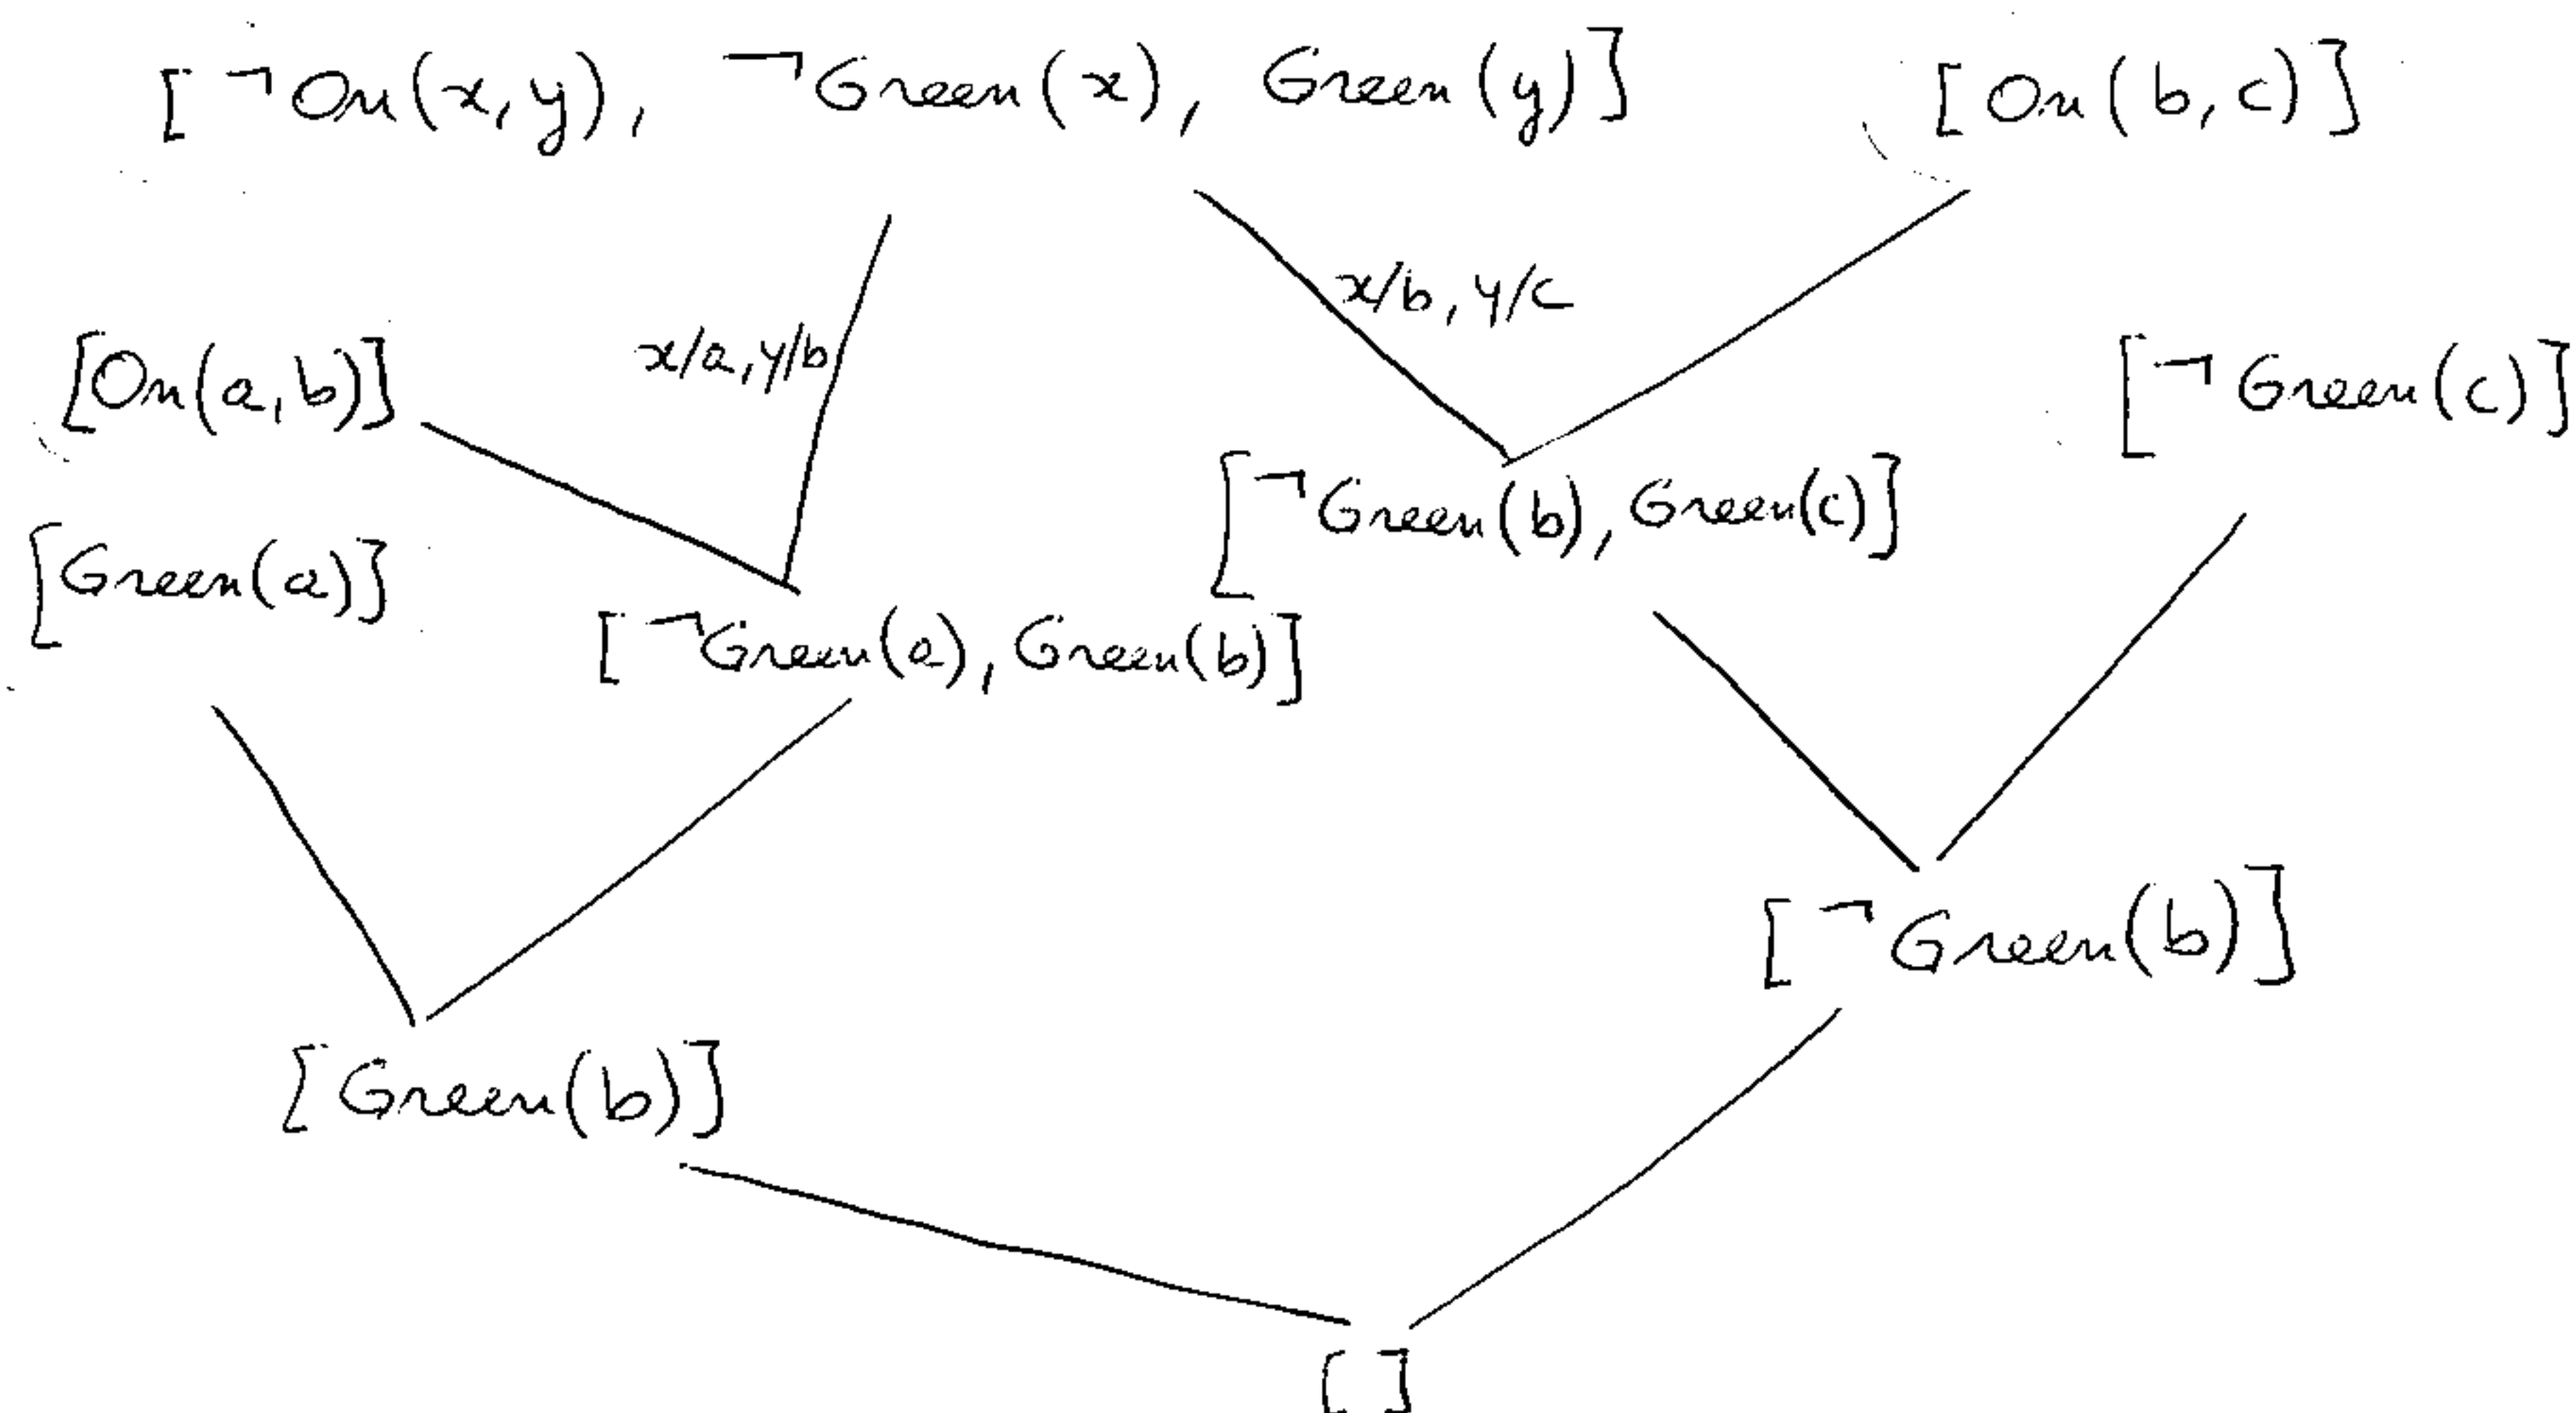 [¬On(x,y), ¬Green(x), Green(y)] [On(b,c)]
x/b, y/c
x/a, y/b
[On(a,b)] [¬Green(c)]
[¬Green(b), Green(c)]
[Green(a)]
[¬Green(a), Green(b)]
[¬Green(b)]
[Green(b)]
[]